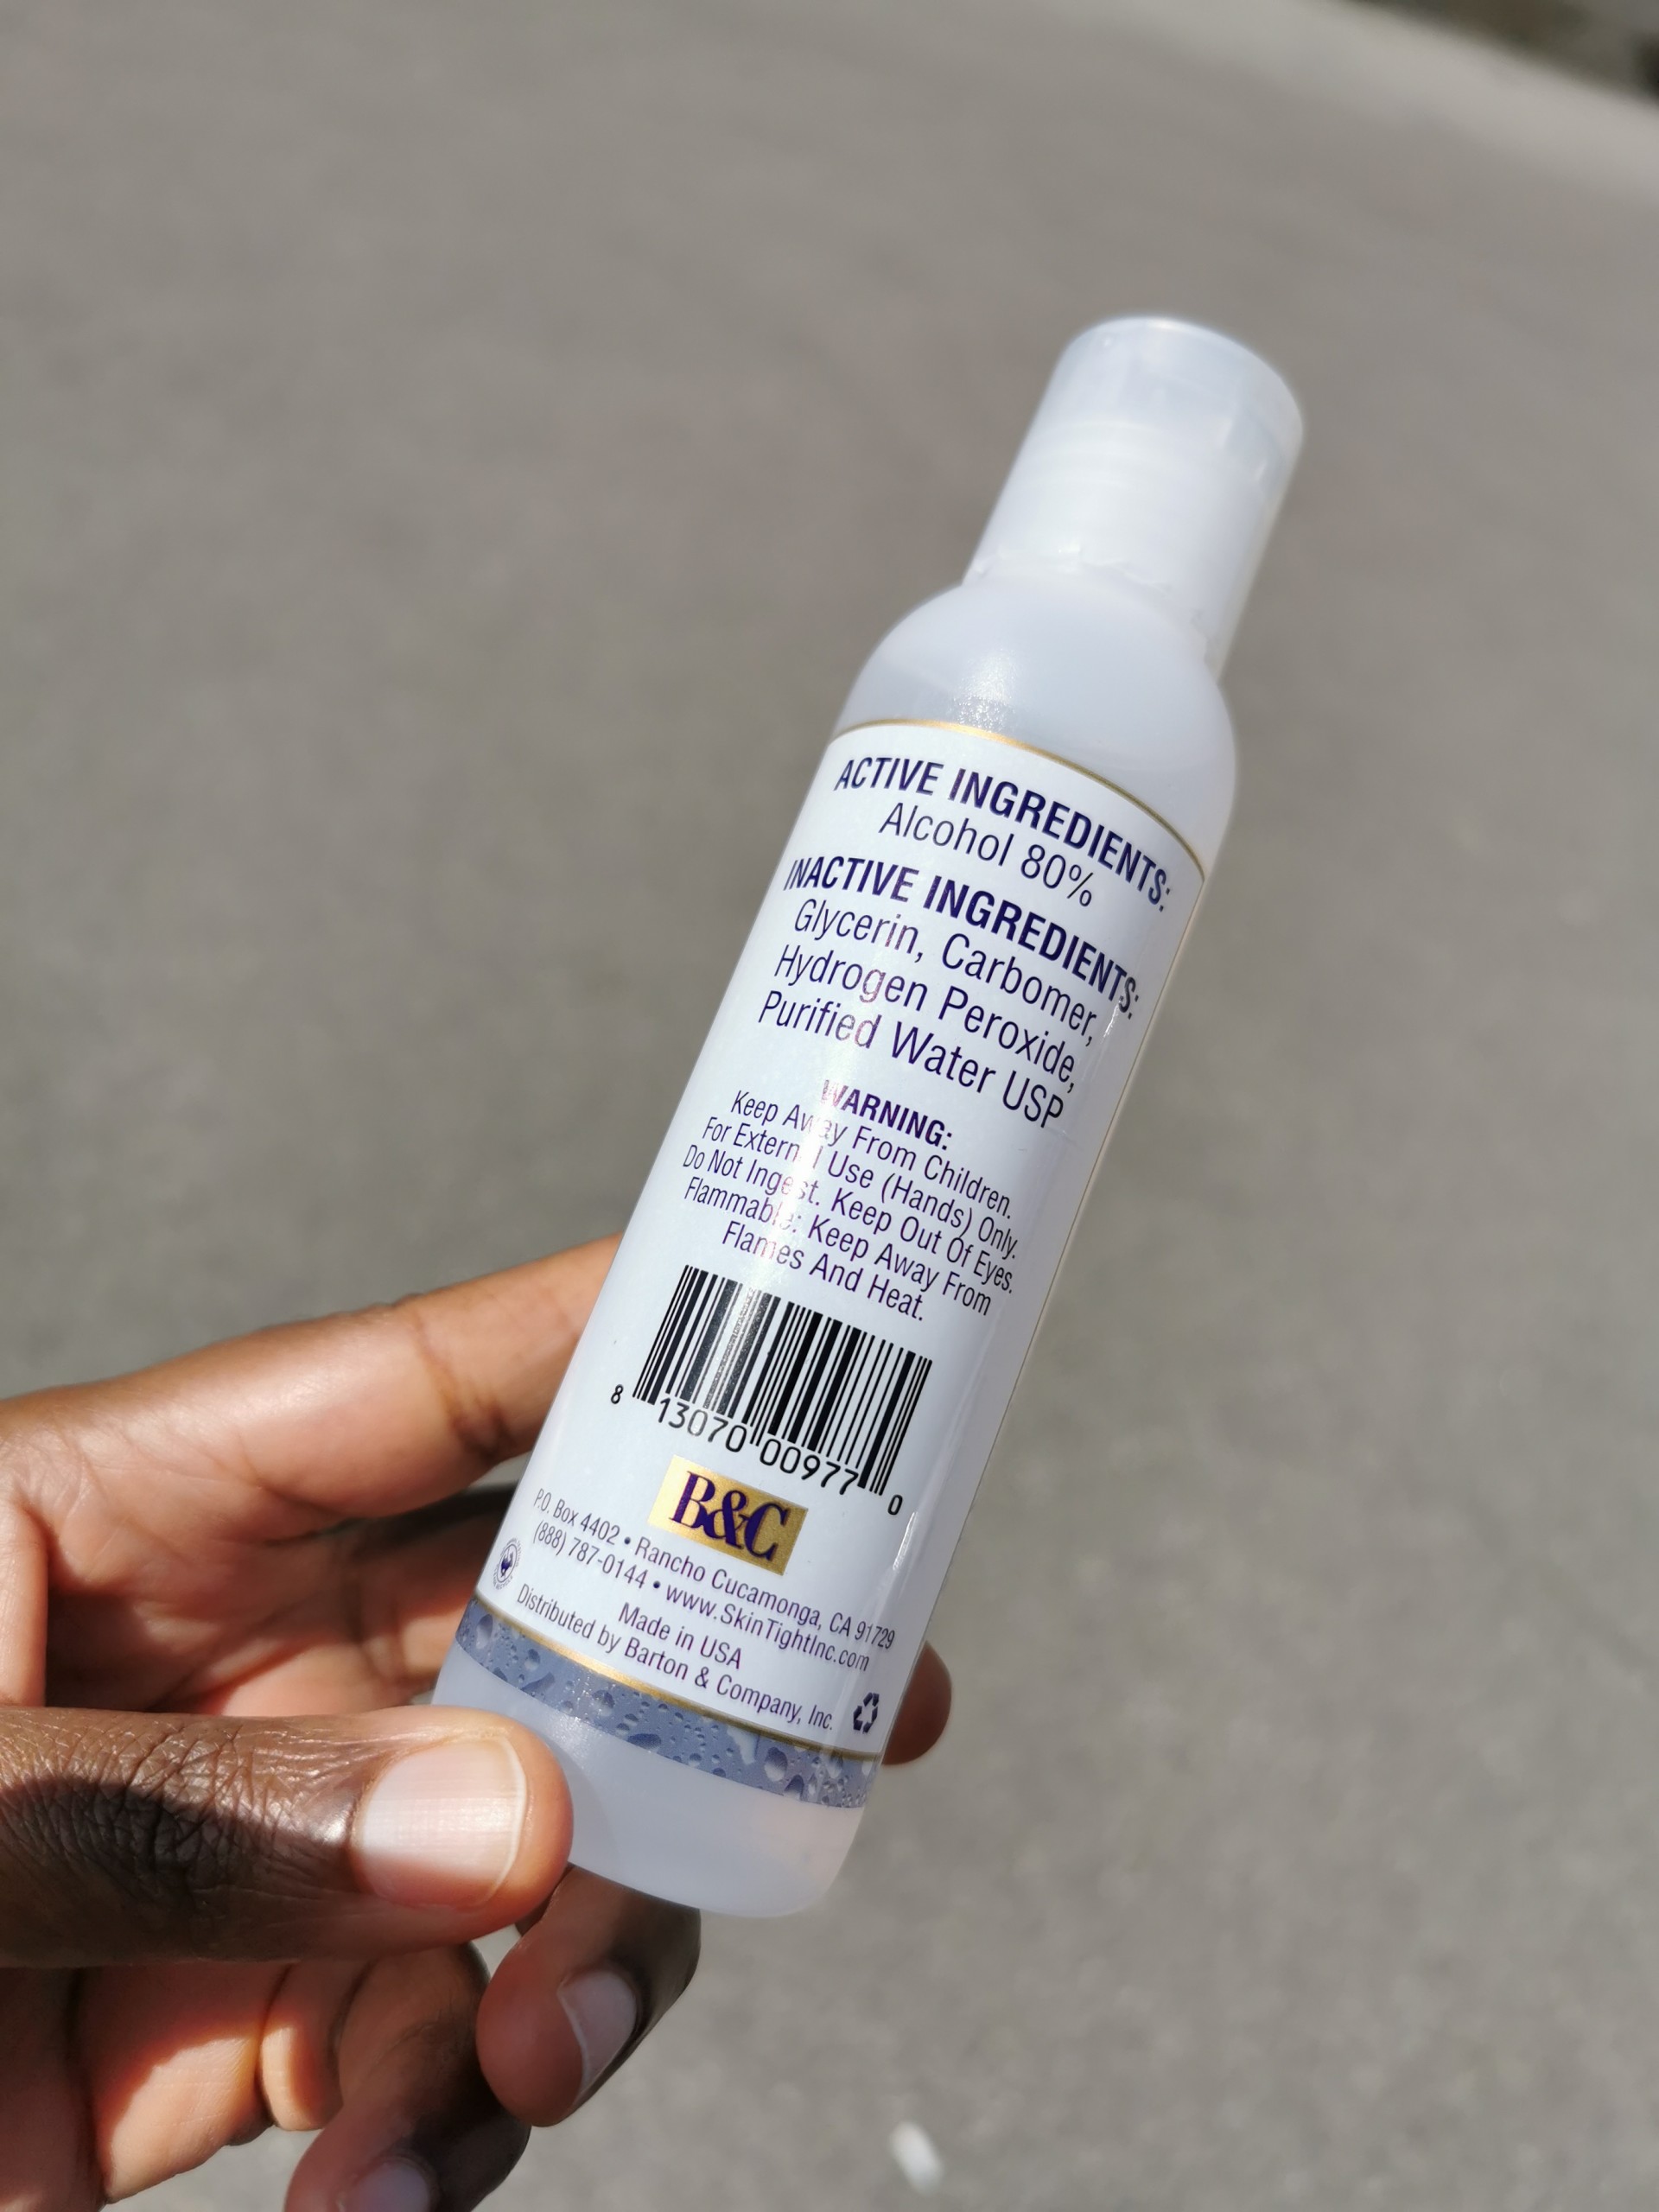 ACTIVE INGREDIENTS:
Alcohol 80%
INACTIVE INGREDIENTS:
Glycerin, Carbomer,
Hydrogen Peroxide,
Purified Water USP
WARNING:
Keep Away From Children.
For External Use (Hands) Only.
Do Not Ingest. Keep Out Of Eyes.
Flammable: Keep Away From
Flames And Heat.
8 13070 00977 0
B&C
P.O. Box 4402 • Rancho Cucamonga, CA 91729
(888) 787-0144 • www.SkinTightInc.com
Made in USA
Distributed by Barton & Company, Inc.